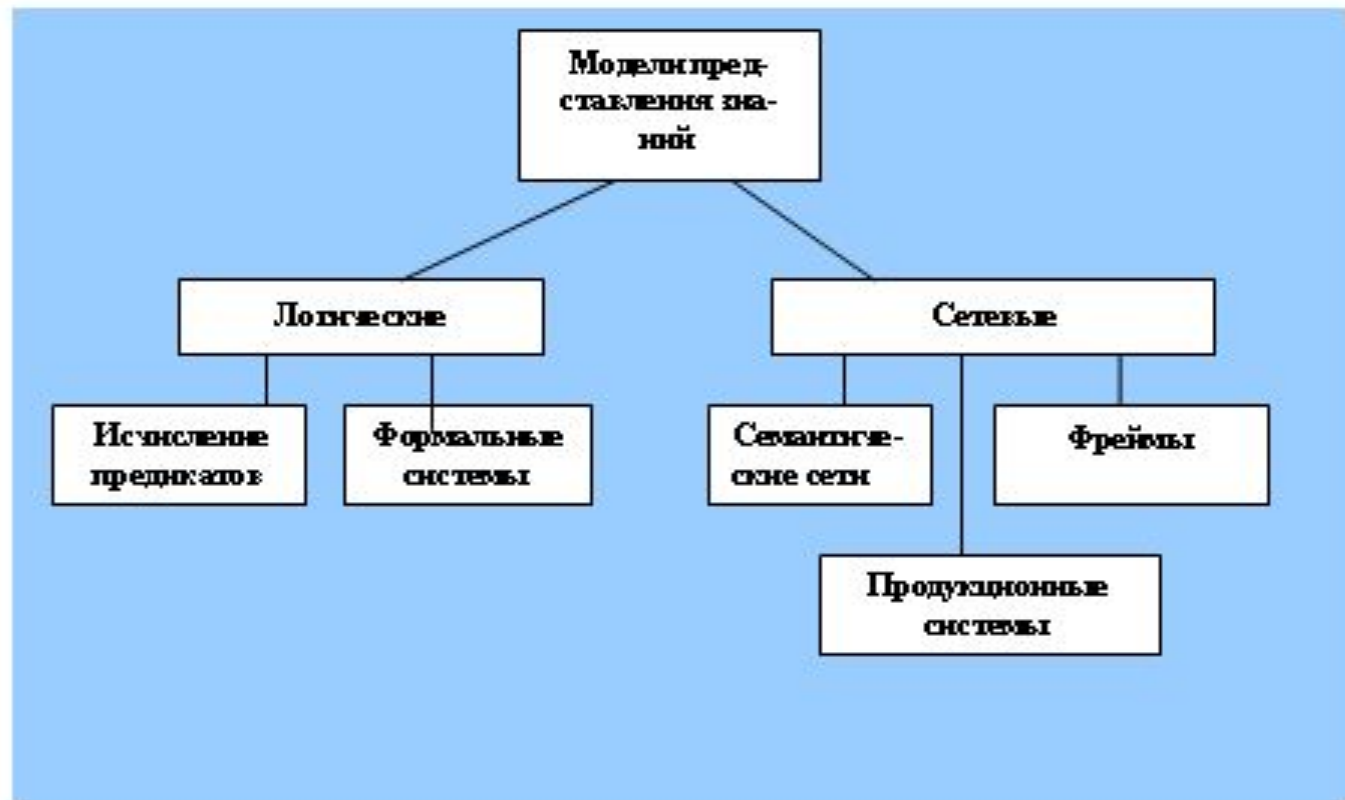 Модели пред-
ставления зна-
ний
Логические
Сетевые
Исчисление
предикатов
Формальные
системы
Семантиче-
ские сети
Фреймы
Продукционные
системы